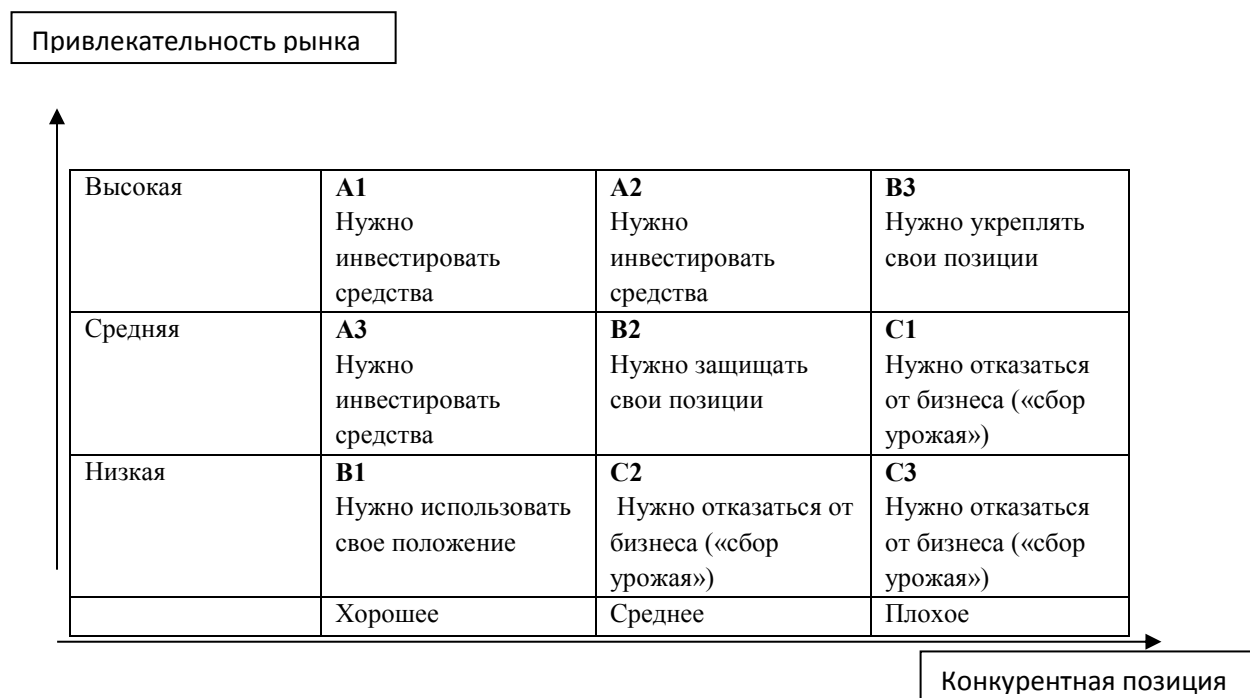 Привлекательность рынка
Высокая
A1
Нужно
инвестировать
средства
A2
Нужно
инвестировать
средства
B3
Нужно укреплять
свои позиции
Средняя
A3
Нужно
инвестировать
средства
B2
Нужно защищать
свои позиции
C1
Нужно отказаться
от бизнеса («сбор
урожая»)
Низкая
B1
Нужно использовать
свое положение
C2
Нужно отказаться от
бизнеса («сбор
урожая»)
C3
Нужно отказаться
от бизнеса («сбор
урожая»)
Хорошее
Среднее
Плохое
Конкурентная позиция